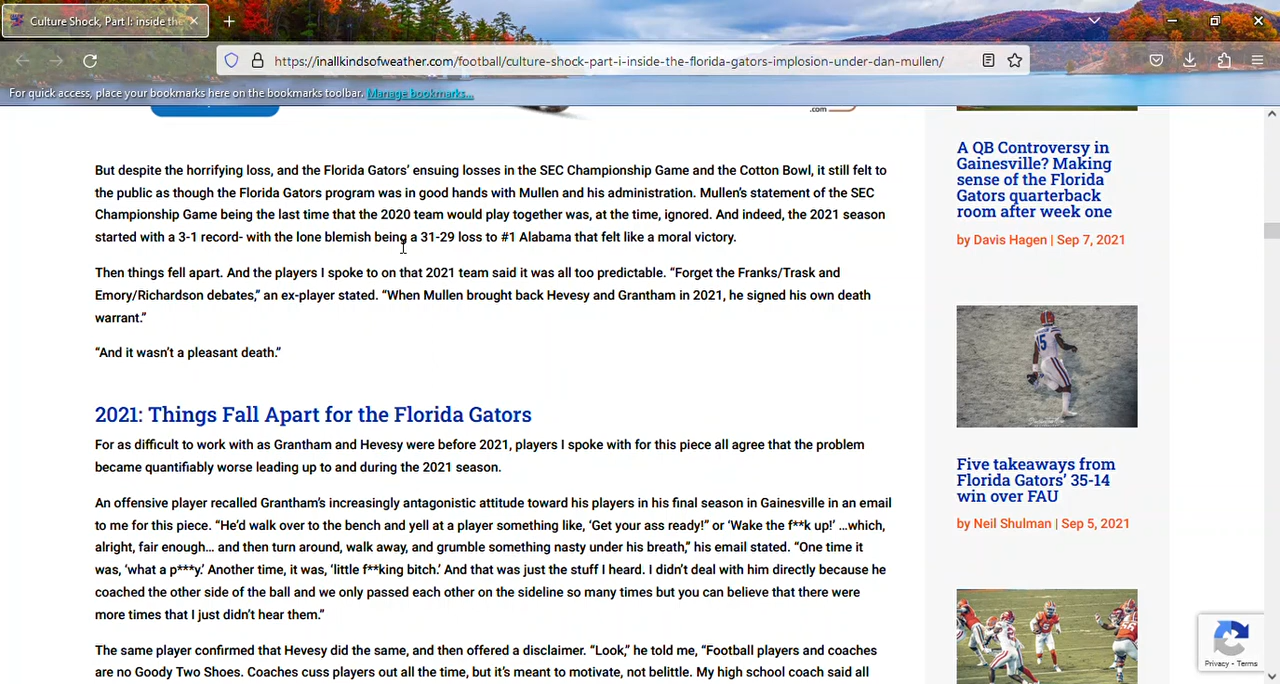 Culture Shock, Part I: inside the
https://inallkindsofweather.com/football/culture-shock-part-i-inside-the-florida-gators-implosion-under-dan-mullen/
For quick access, place your bookmarks here on the bookmarks toolbar. Manage bookmarks...
.com
But despite the horrifying loss, and the Florida Gators’ ensuing losses in the SEC Championship Game and the Cotton Bowl, it still felt to
the public as though the Florida Gators program was in good hands with Mullen and his administration. Mullen’s statement of the SEC
Championship Game being the last time that the 2020 team would play together was, at the time, ignored. And indeed, the 2021 season
started with a 3-1 record- with the lone blemish being a 31-29 loss to #1 Alabama that felt like a moral victory.
Then things fell apart. And the players I spoke to on that 2021 team said it was all too predictable. “Forget the Franks/Trask and
Emory/Richardson debates,” an ex-player stated. “When Mullen brought back Hevesy and Grantham in 2021, he signed his own death
warrant.”
“And it wasn’t a pleasant death.”
2021: Things Fall Apart for the Florida Gators
For as difficult to work with as Grantham and Hevesy were before 2021, players I spoke with for this piece all agree that the problem
became quantifiably worse leading up to and during the 2021 season.
An offensive player recalled Grantham’s increasingly antagonistic attitude toward his players in his final season in Gainesville in an email
to me for this piece. “He’d walk over to the bench and yell at a player something like, ‘Get your ass ready!” or ‘Wake the f**k up!’ …which,
alright, fair enough… and then turn around, walk away, and grumble something nasty under his breath,” his email stated. “One time it
was, ‘what a p***y.’ Another time, it was, ‘little f**king bitch.’ And that was just the stuff I heard. I didn’t deal with him directly because he
coached the other side of the ball and we only passed each other on the sideline so many times but you can believe that there were
more times that I just didn’t hear them.”
The same player confirmed that Hevesy did the same, and then offered a disclaimer. “Look,” he told me, “Football players and coaches
are no Goody Two Shoes. Coaches cuss players out all the time, but it’s meant to motivate, not belittle. My high school coach said all
A QB Controversy in
Gainesville? Making
sense of the Florida
Gators quarterback
room after week one
by Davis Hagen | Sep 7, 2021
Five takeaways from
Florida Gators’ 35-14
win over FAU
by Neil Shulman | Sep 5, 2021
Privacy - Terms